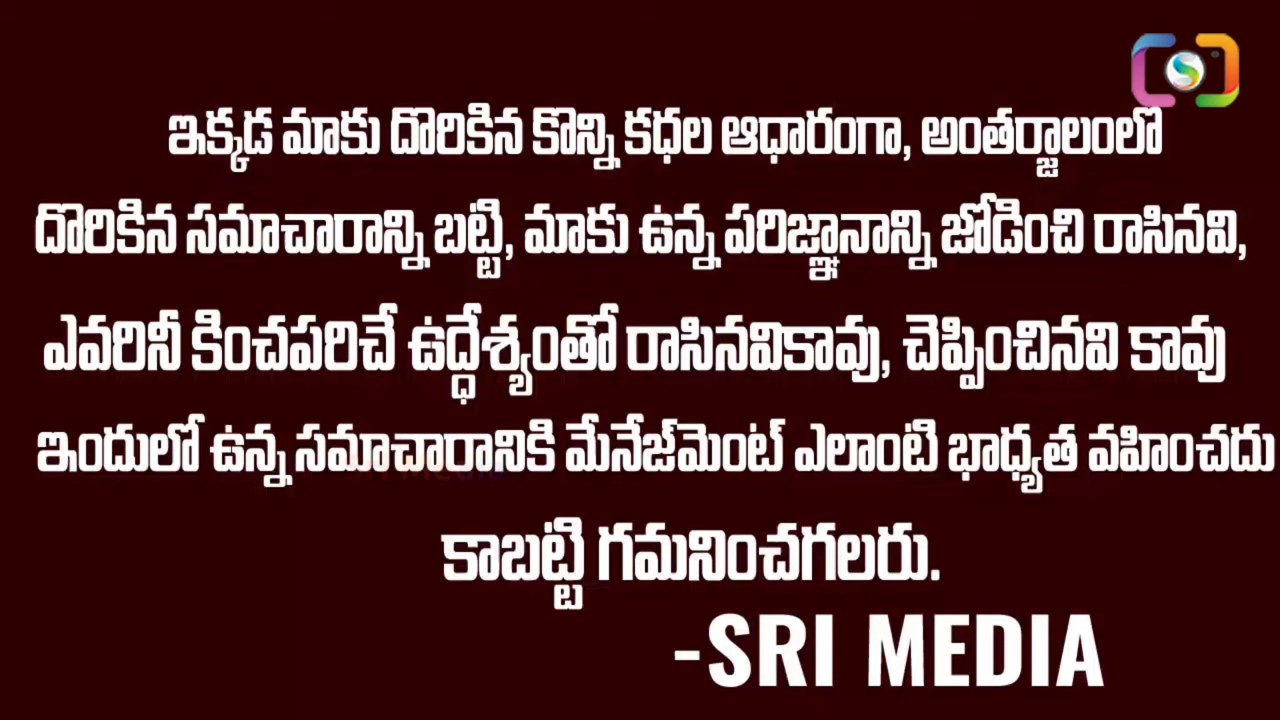 ఇక్కడ మాకు దొరికిన కొన్ని కధల ఆధారంగా, అంతర్జాలంలో
దొరికిన సమాచారాన్ని బట్టి, మాకు ఉన్న పరిజ్ఞానాన్ని జోడించి రాసినవి,
ఎవరినీ కించపరిచే ఉద్ధేశ్యంతో రాసినవికావు, చెప్పించినవి కావు
ఇందులో ఉన్న సమాచారానికి మేనేజ్‌మెంట్ ఎలాంటి భాధ్యత వహించదు
కాబట్టి గమనించగలరు.
-SRI MEDIA